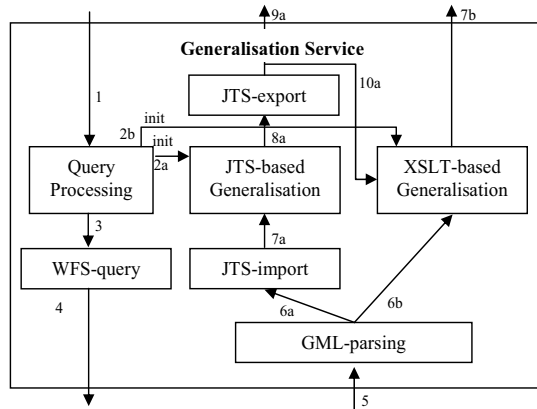 9a
7b
Generalisation Service
1
10a
JTS-export
init
2b
init
8a
2a
Query
Processing
JTS-based
Generalisation
XSLT-based
Generalisation
3
7a
WFS-query
JTS-import
4
6a
6b
GML-parsing
5